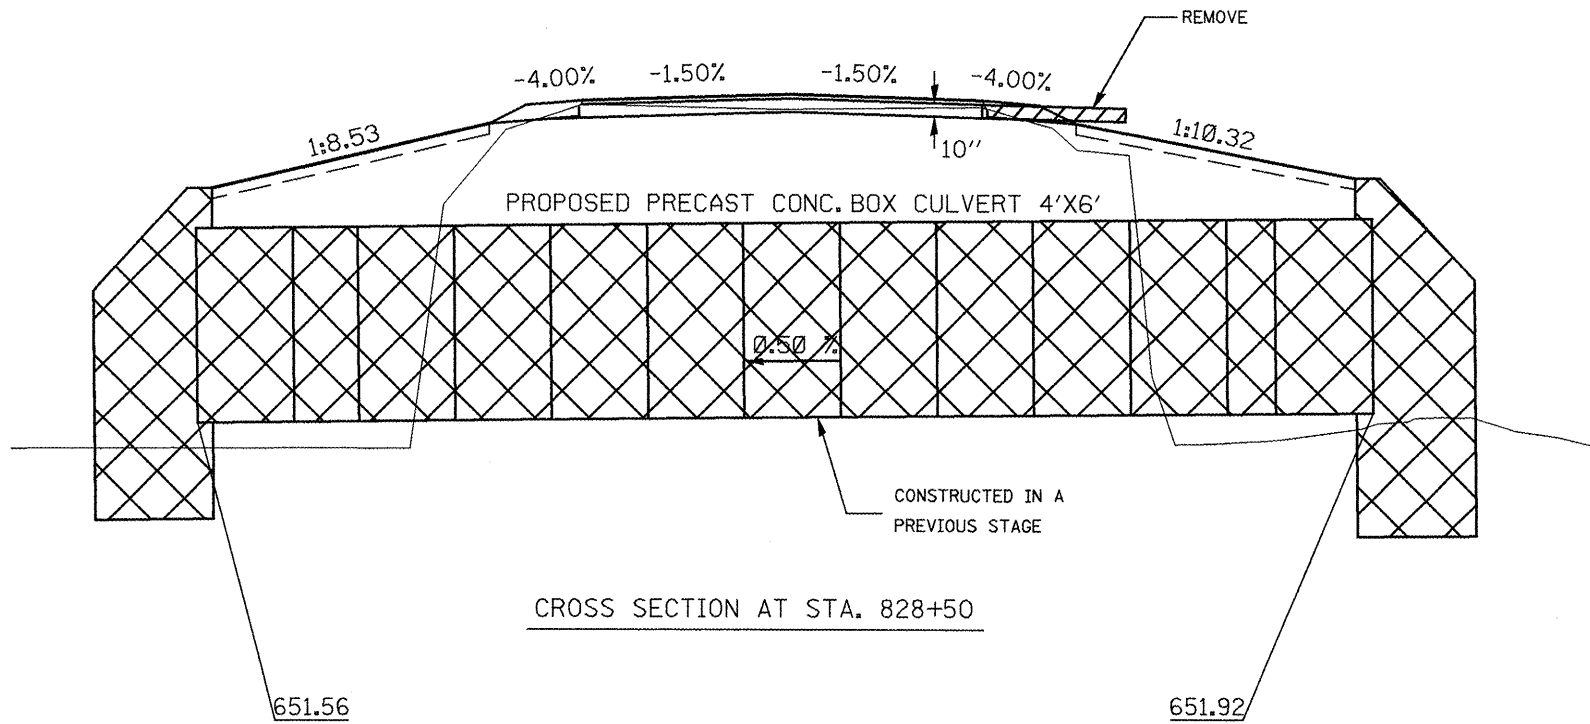 REMOVE
-4.00%
-1.50%
-1.50%
-4.00%
1:8.53
10"
1:10.32
PROPOSED PRECAST CONC. BOX CULVERT 4'X6'
0.50 %
CONSTRUCTED IN A
PREVIOUS STAGE
CROSS SECTION AT STA. 828+50
651.56
651.92